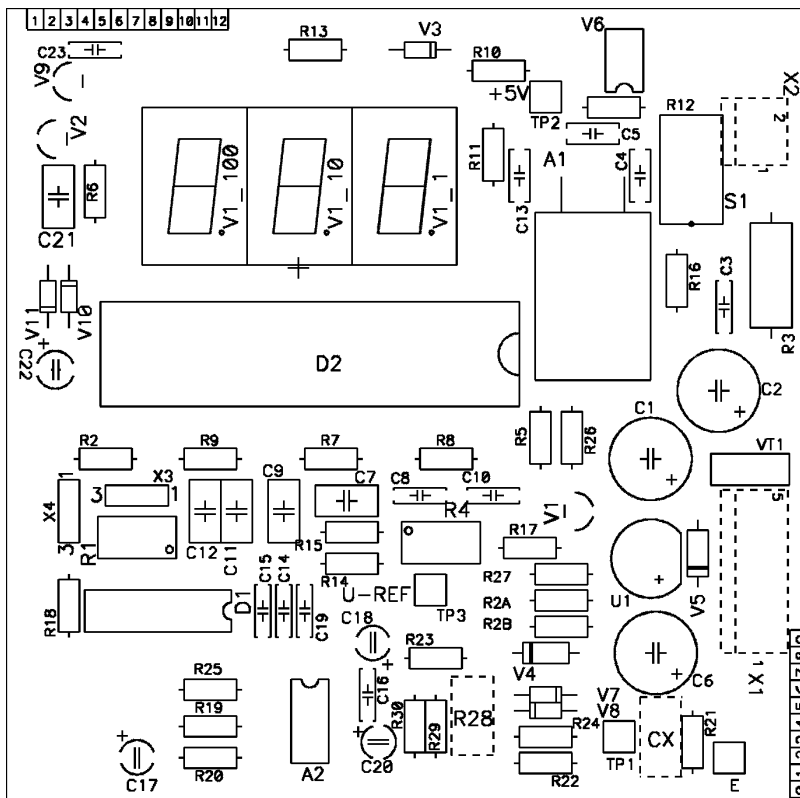 1 2 3 4 5 6 7 8 9 10 11 12
C23
R13
V3
V6
R10
V9
+5V
TP2
R12
X2
2
1
V2
C5
R11
A1
C4
R6
V1_100
V1_10
V1_1
C13
S1
C21
R16
C3
V11
V10
R3
C22
D2
C2
C1
R5
R26
R2
R9
R7
R8
VT1
X3
1
3
1
X4
3
C9
C7
C8
C10
5
R1
C12
C11
R15
R4
V1
R17
R14
C15
C14
U-REF
R27
R18
D1
C19
TP3
R2A
U1
V5
C18
R2B
R23
V4
C6
1
X1
R25
C16
V7
V8
R19
R30
R29
R28
R24
CX
R21
R20
A2
C20
TP1
C17
R22
E